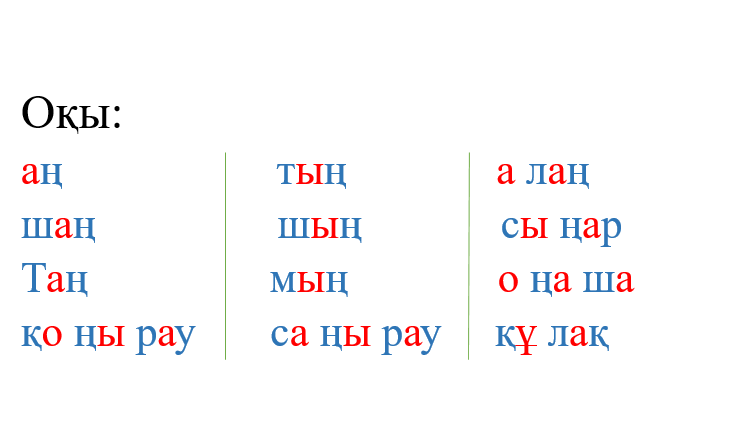 Оқы:
аң тың а лаң
шаң шың сы ңар
Таң мың о ңа ша
қо ңы рау са ңы рау құ лақ